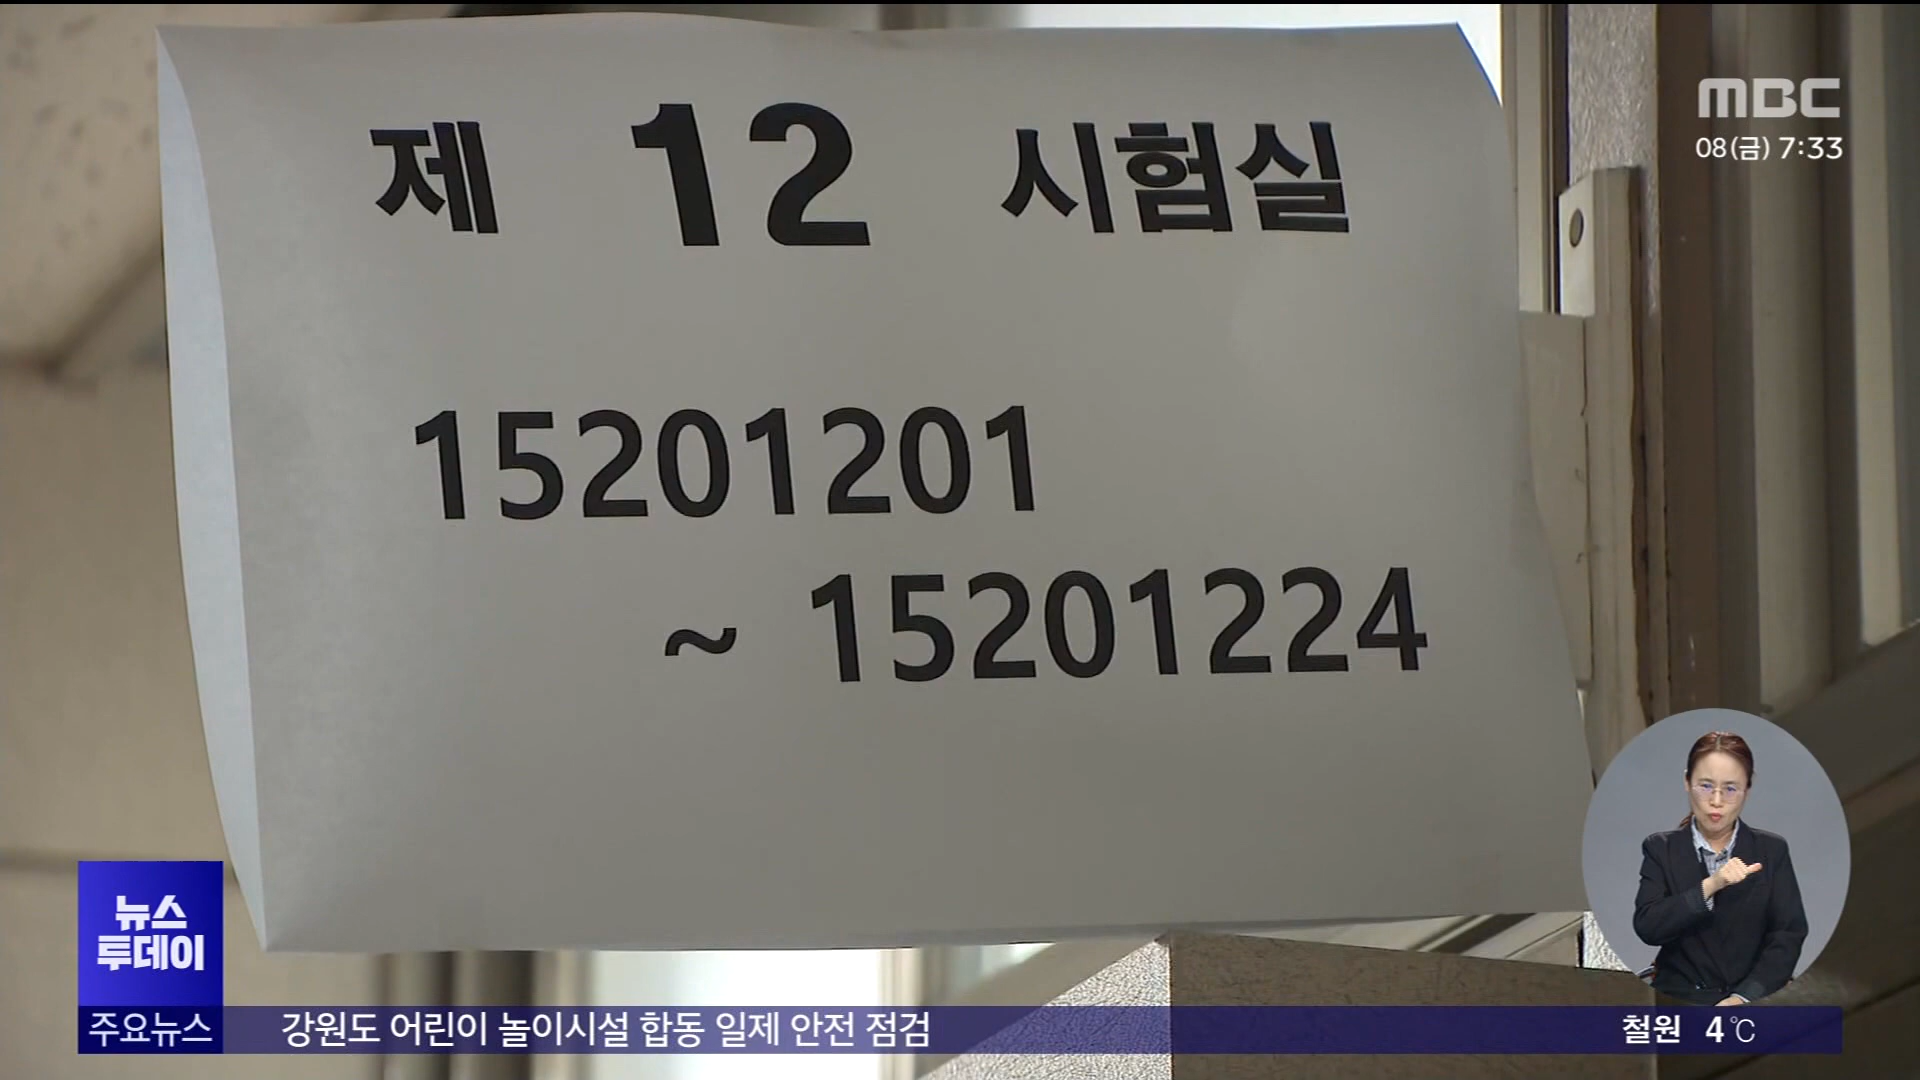 제 12 시험실
15201201
~ 15201224
MBC
08(금) 7:33
뉴스
투데이
주요뉴스 강원도 어린이 놀이시설 합동 일제 안전 점검 철원 4℃